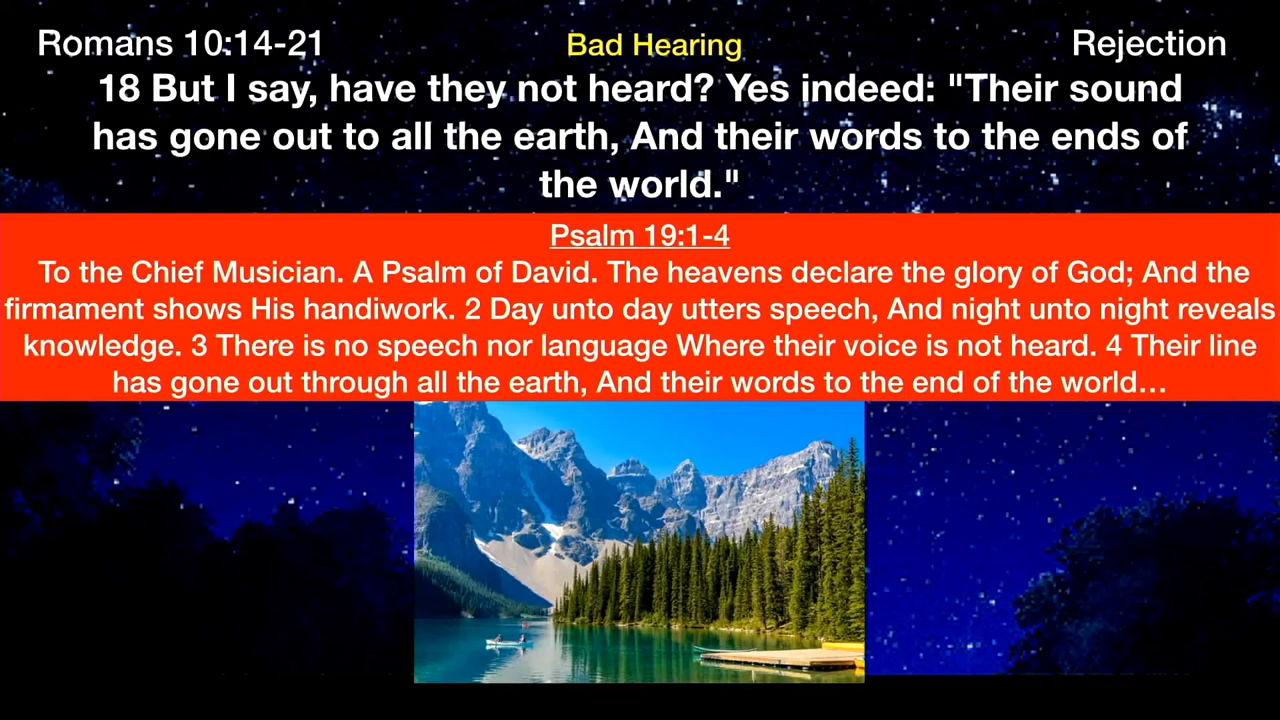 Romans 10:14-21
Bad Hearing
Rejection
18 But I say, have they not heard? Yes indeed: "Their sound
has gone out to all the earth, And their words to the ends of
the world."
Psalm 19:1-4
To the Chief Musician. A Psalm of David. The heavens declare the glory of God; And the
firmament shows His handiwork. 2 Day unto day utters speech, And night unto night reveals
knowledge. 3 There is no speech nor language Where their voice is not heard. 4 Their line
has gone out through all the earth, And their words to the end of the world…